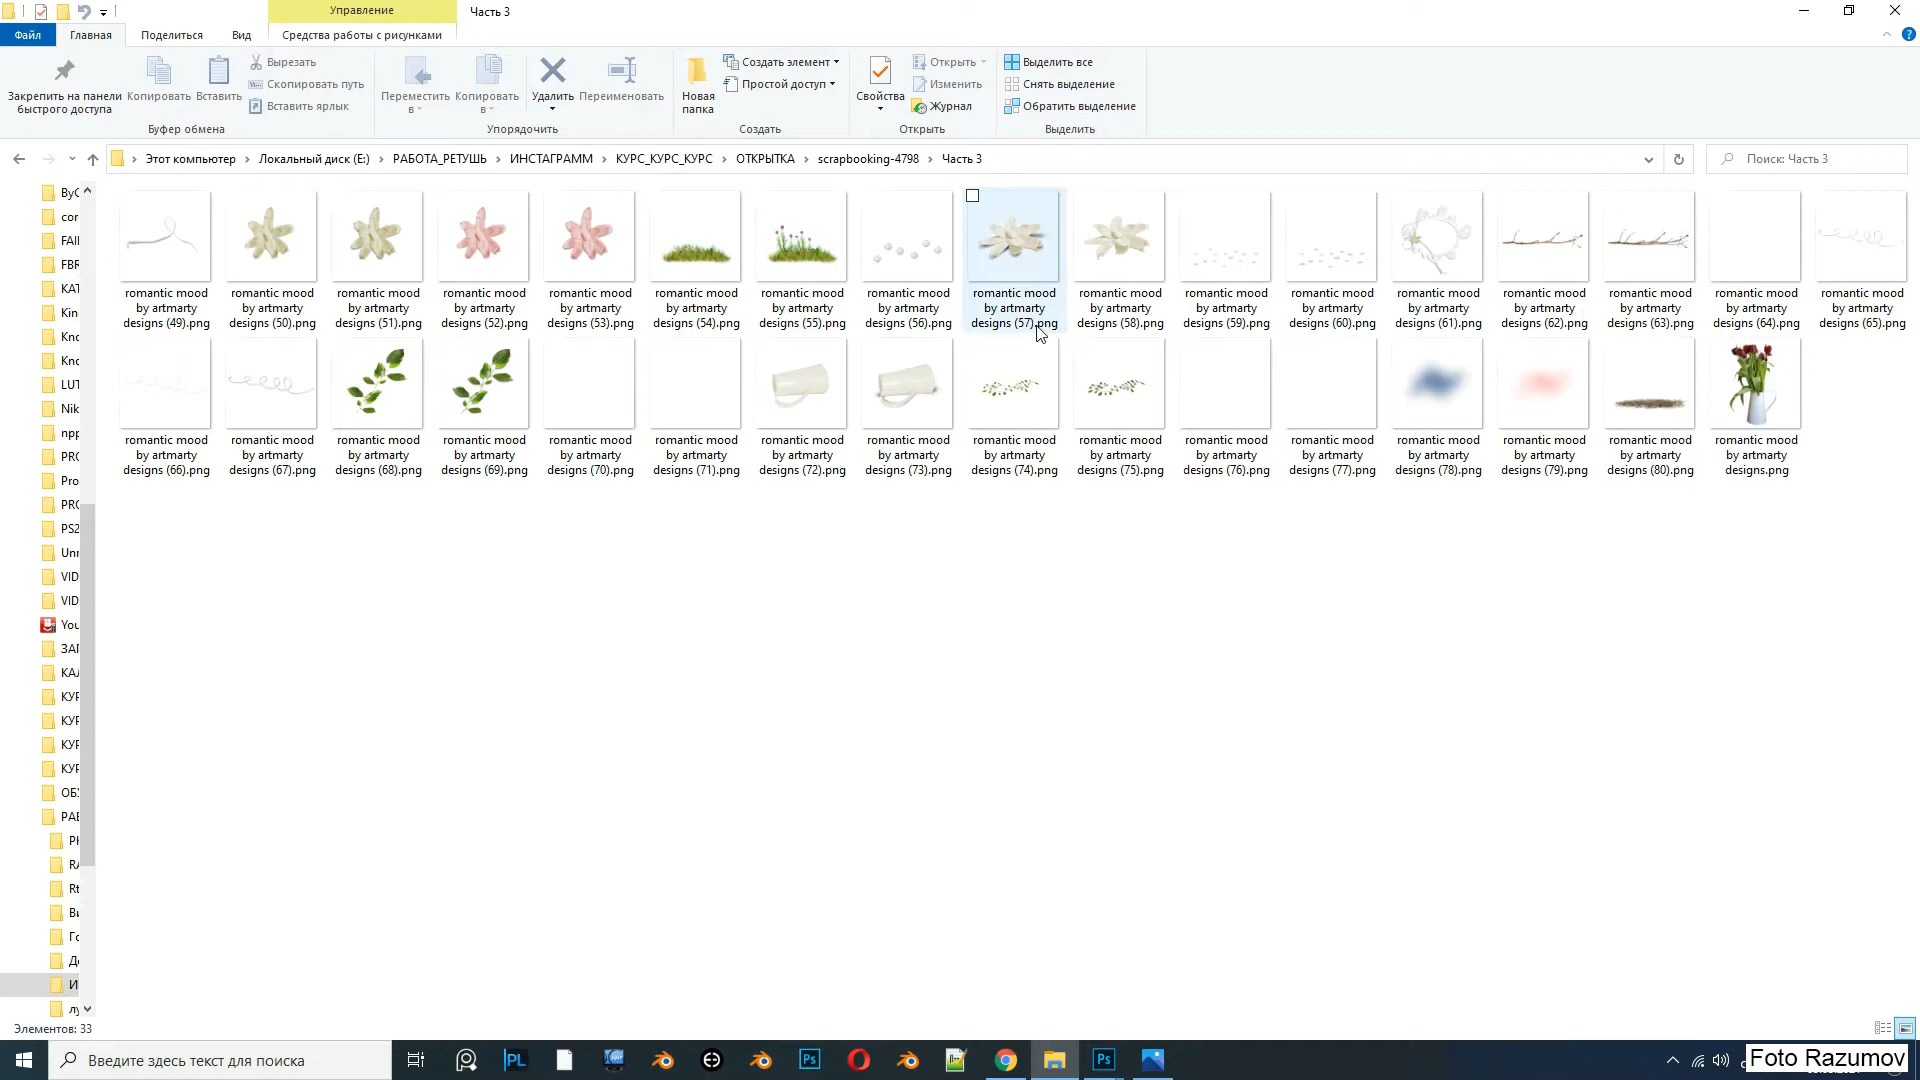 Управление
Часть 3
Файл
Главная
Поделиться
Вид
Средства работы с рисунками
Закрепить на панели
быстрого доступа
Копировать
Вставить
Вырезать
Скопировать путь
Вставить ярлык
Буфер обмена
Переместить
в
Копировать
в
Удалить
Переименовать
Упорядочить
Новая
папка
Создать элемент
Простой доступ
Создать
Свойства
Открыть
Изменить
Журнал
Открыть
Выделить все
Снять выделение
Обратить выделение
Выделить
Этот компьютер
Локальный диск (E:)
РАБОТА_РЕТУШЬ
ИНСТАГРАММ
КУРС_КУРС_КУРС
ОТКРЫТКА
scrapbooking-4798
Часть 3
Поиск: Часть 3
romantic mood
by artmarty
designs (49).png
romantic mood
by artmarty
designs (50).png
romantic mood
by artmarty
designs (51).png
romantic mood
by artmarty
designs (52).png
romantic mood
by artmarty
designs (53).png
romantic mood
by artmarty
designs (54).png
romantic mood
by artmarty
designs (55).png
romantic mood
by artmarty
designs (56).png
romantic mood
by artmarty
designs (57).png
romantic mood
by artmarty
designs (58).png
romantic mood
by artmarty
designs (59).png
romantic mood
by artmarty
designs (60).png
romantic mood
by artmarty
designs (61).png
romantic mood
by artmarty
designs (62).png
romantic mood
by artmarty
designs (63).png
romantic mood
by artmarty
designs (64).png
romantic mood
by artmarty
designs (65).png
romantic mood
by artmarty
designs (66).png
romantic mood
by artmarty
designs (67).png
romantic mood
by artmarty
designs (68).png
romantic mood
by artmarty
designs (69).png
romantic mood
by artmarty
designs (70).png
romantic mood
by artmarty
designs (71).png
romantic mood
by artmarty
designs (72).png
romantic mood
by artmarty
designs (73).png
romantic mood
by artmarty
designs (74).png
romantic mood
by artmarty
designs (75).png
romantic mood
by artmarty
designs (76).png
romantic mood
by artmarty
designs (77).png
romantic mood
by artmarty
designs (78).png
romantic mood
by artmarty
designs (79).png
romantic mood
by artmarty
designs (80).png
romantic mood
by artmarty
designs.png
Элементов: 33
Введите здесь текст для поиска
PL
Ps
Ps
Foto Razumov